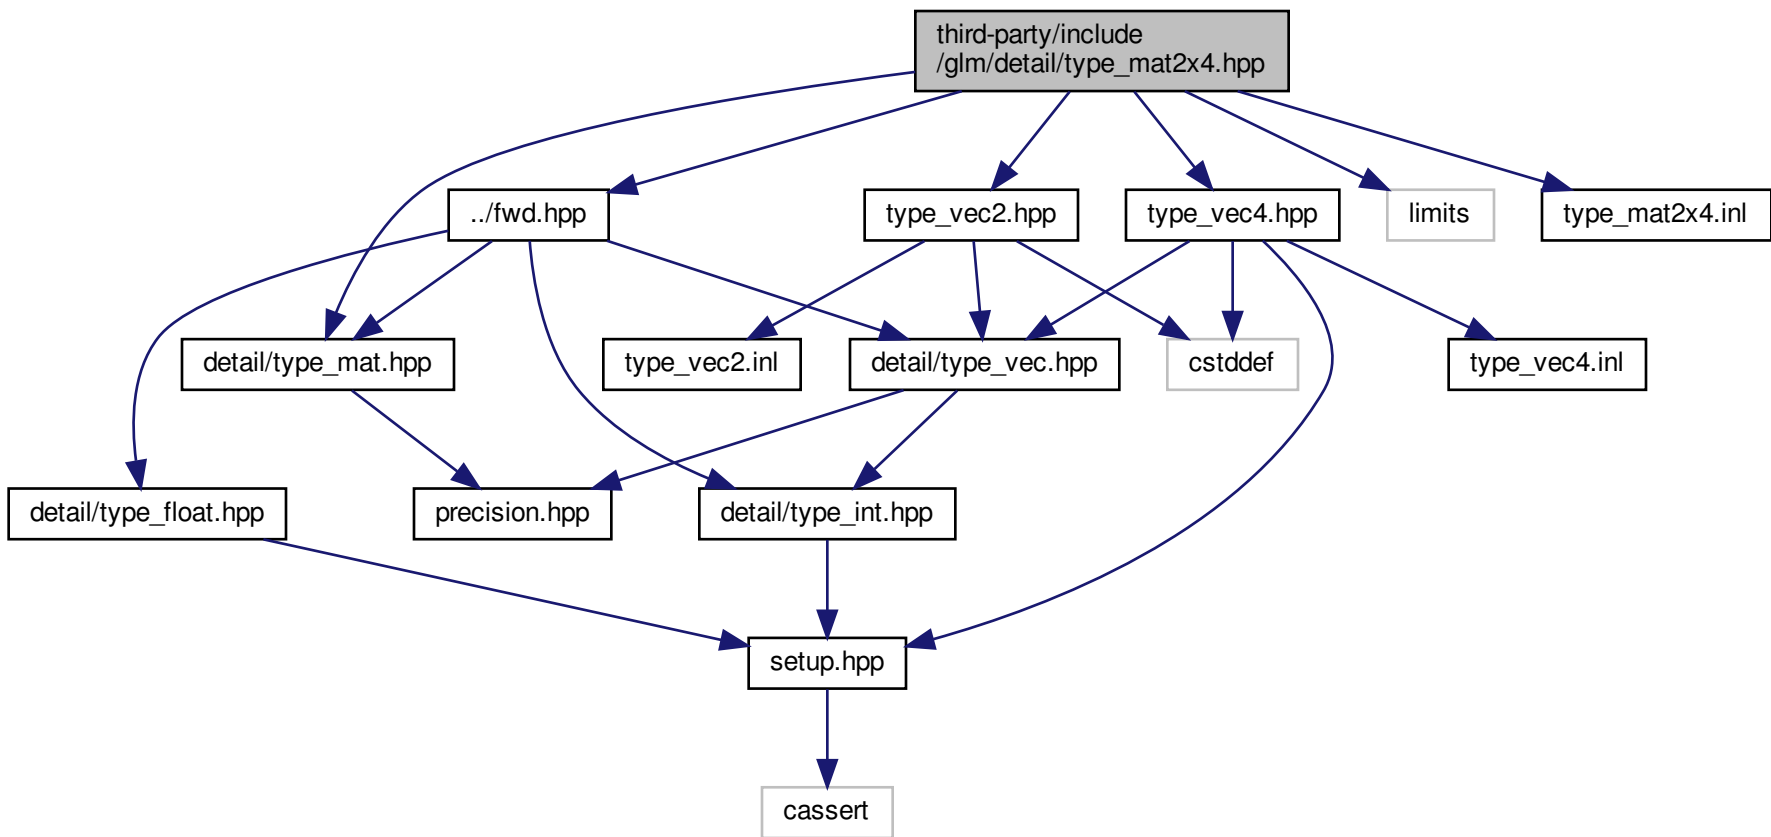 third-party/include
/glm/detail/type_mat2x4.hpp
../fwd.hpp
type_vec2.hpp
type_vec4.hpp
limits
type_mat2x4.inl
detail/type_mat.hpp
type_vec2.inl
detail/type_vec.hpp
cstddef
type_vec4.inl
detail/type_float.hpp
precision.hpp
detail/type_int.hpp
setup.hpp
cassert